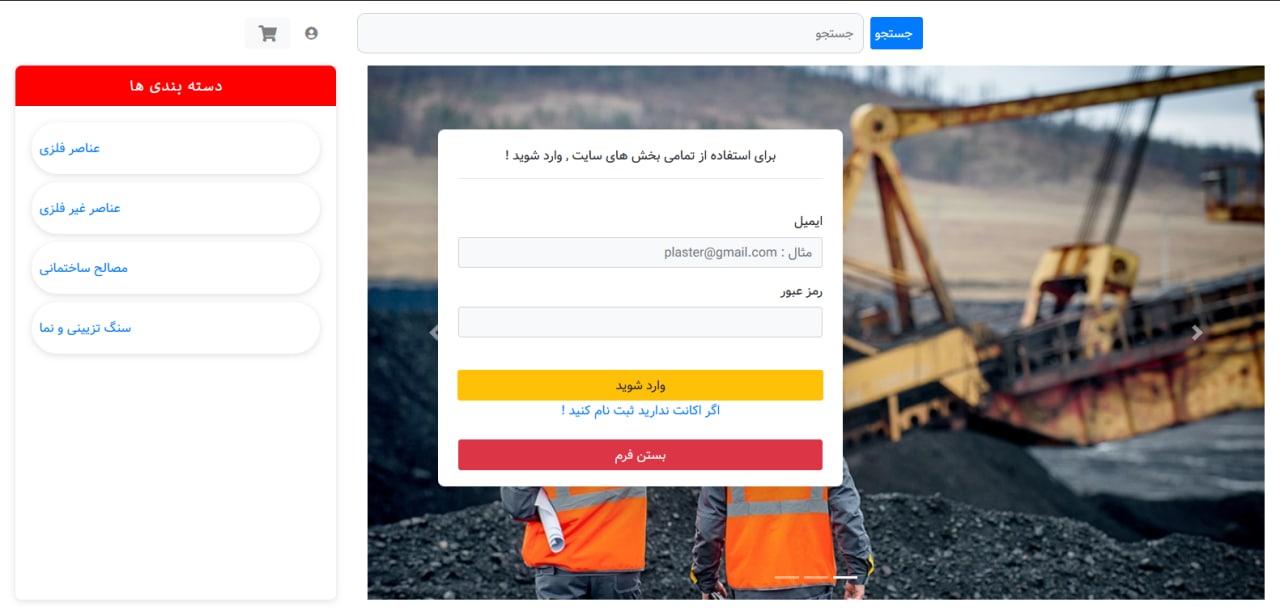 جستجو
جستجو
دسته بندی ها
عناصر فلزی
عناصر غیر فلزی
مصالح ساختمانی
سنگ تزیینی و نما
برای استفاده از تمامی بخش های سایت , وارد شوید !
ایمیل
مثال : plaster@gmail.com
رمز عبور
وارد شوید
اگر اکانت ندارید ثبت نام کنید !
بستن فرم